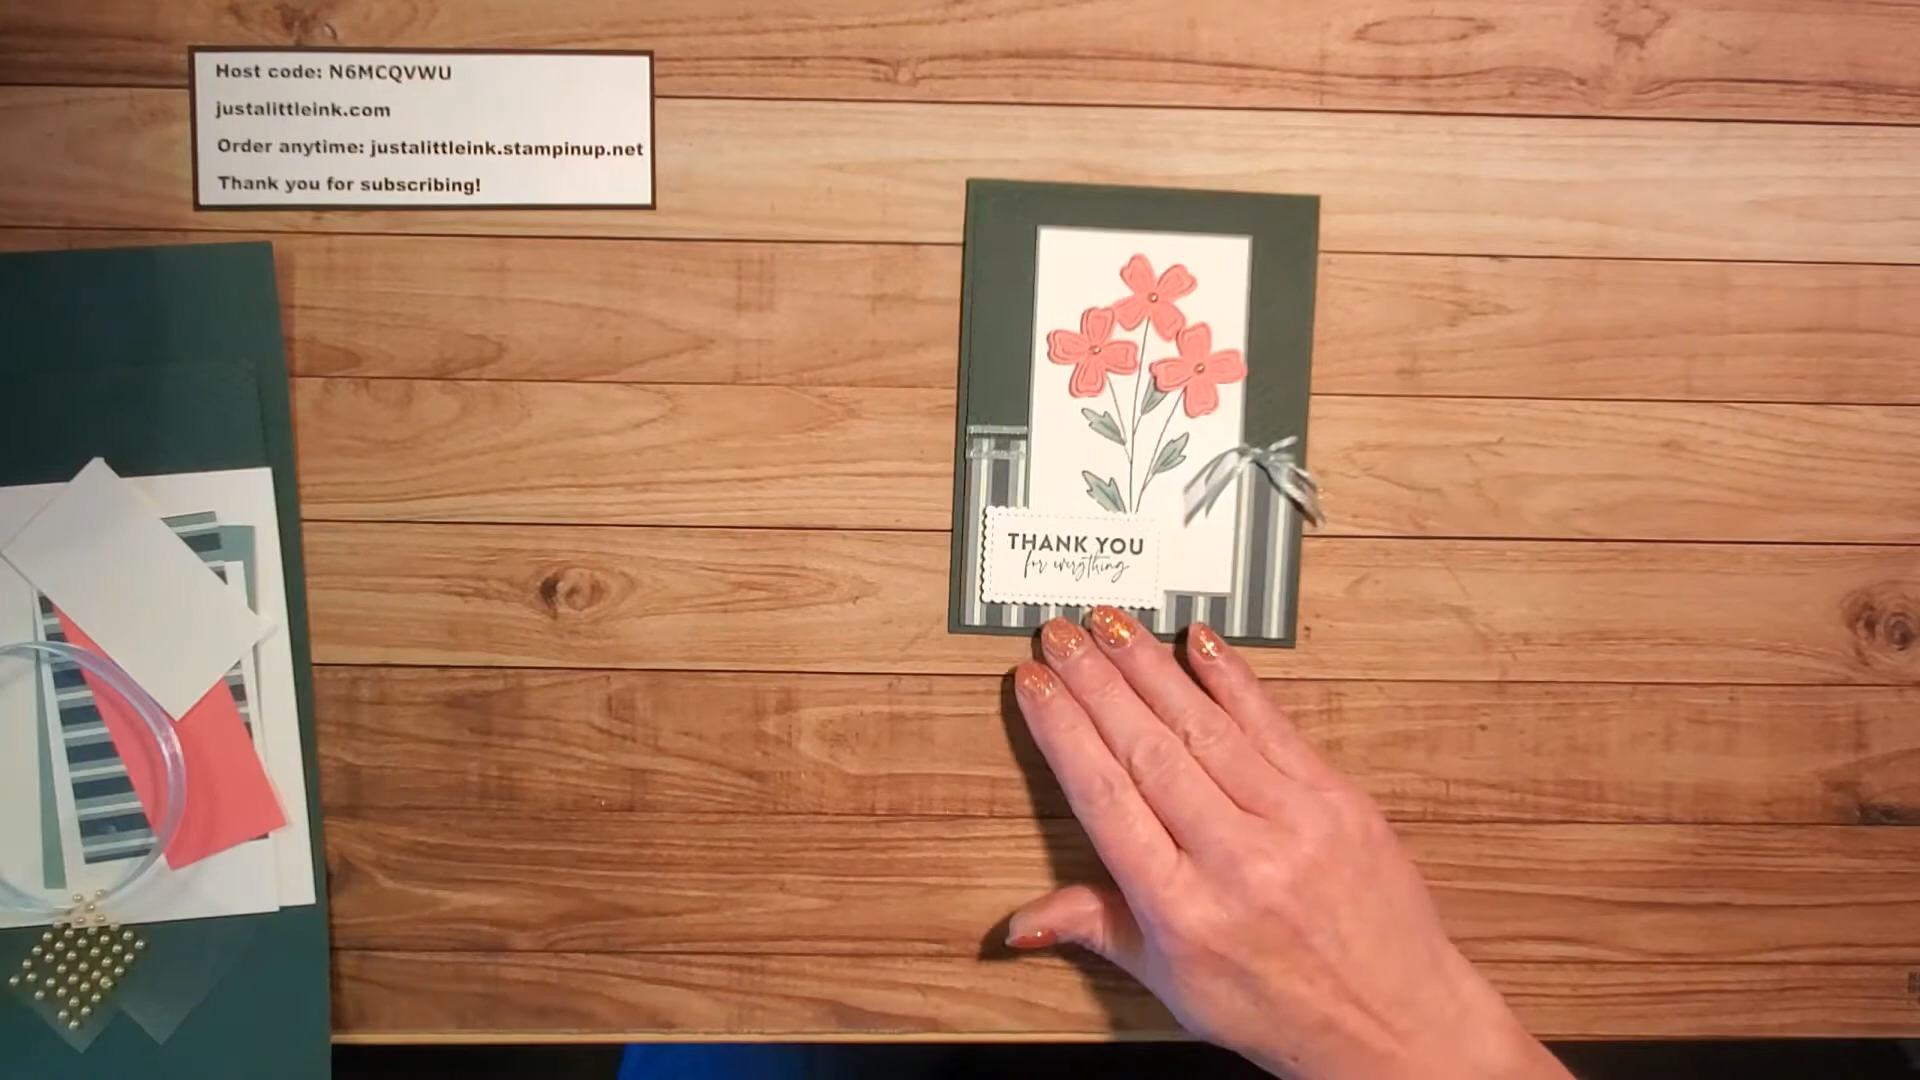 Host code: N6MCQVWU
justalittleink.com
Order anytime: justalittleink.stampinup.net
Thank you for subscribing!
THANK YOU
for everything